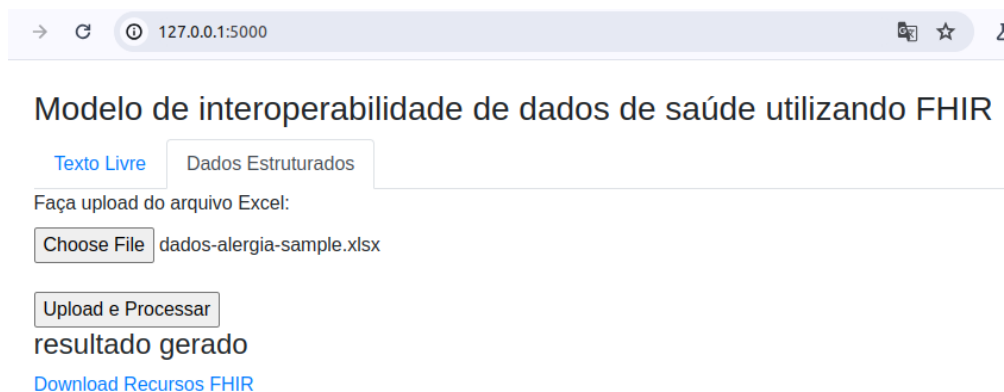 127.0.0.1:5000
Modelo de interoperabilidade de dados de saúde utilizando FHIR
Texto Livre Dados Estruturados
Faça upload do arquivo Excel:
Choose File dados-alergia-sample.xlsx
Upload e Processar
resultado gerado
Download Recursos FHIR